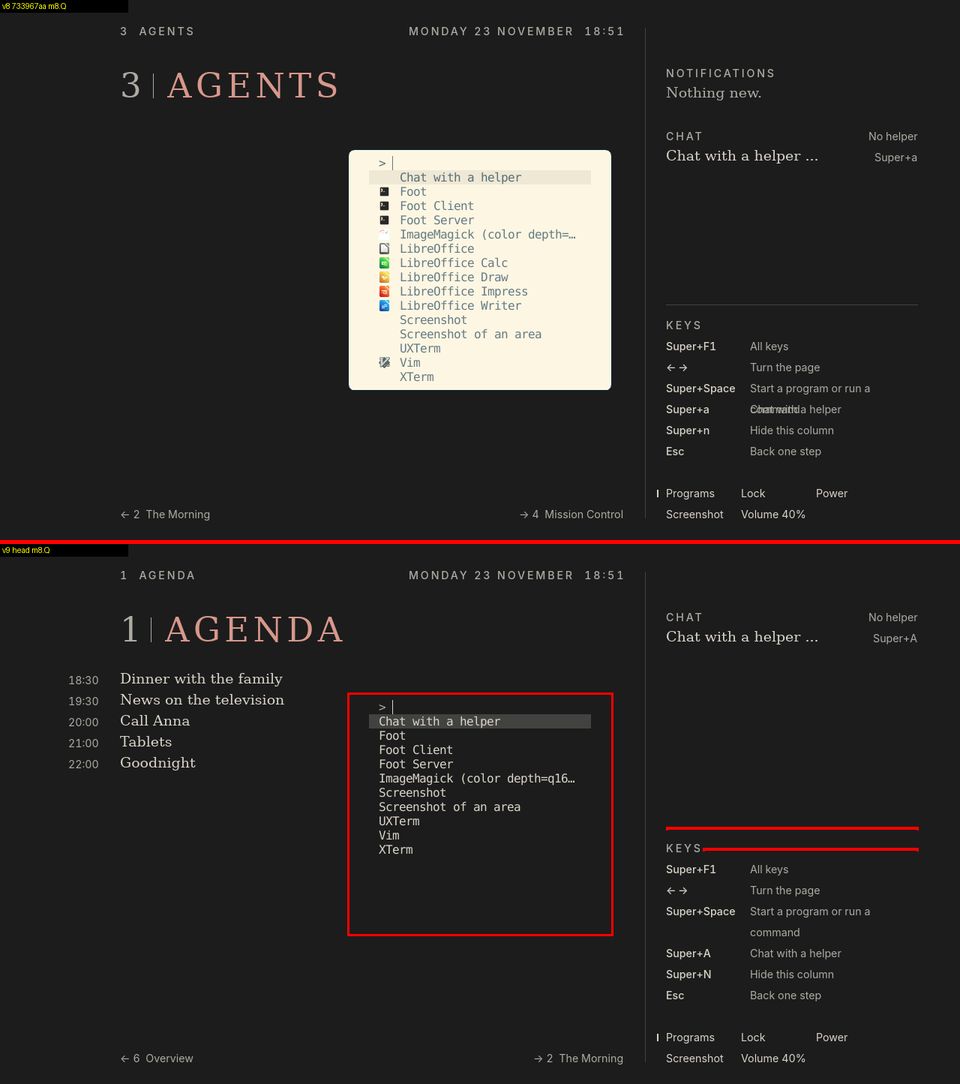 v8 733967aa m8.Q
3 AGENTS
MONDAY 23 NOVEMBER 18:51
3 AGENTS
> 
Chat with a helper
Foot
Foot Client
Foot Server
ImageMagick (color depth=…
LibreOffice
LibreOffice Calc
LibreOffice Draw
LibreOffice Impress
LibreOffice Writer
Screenshot
Screenshot of an area
UXTerm
Vim
XTerm
← 2 The Morning
→ 4 Mission Control
NOTIFICATIONS
Nothing new.
CHAT No helper
Chat with a helper ... Super+a
KEYS
Super+F1 All keys
← → Turn the page
Super+Space Start a program or run a
command
Super+a Chat with a helper
Super+n Hide this column
Esc Back one step
Programs Lock Power
Screenshot Volume 40%
v9 head m8.Q
1 AGENDA
MONDAY 23 NOVEMBER 18:51
1 AGENDA
18:30 Dinner with the family
19:30 News on the television
20:00 Call Anna
21:00 Tablets
22:00 Goodnight
> 
Chat with a helper
Foot
Foot Client
Foot Server
ImageMagick (color depth=q16…
Screenshot
Screenshot of an area
UXTerm
Vim
XTerm
← 6 Overview
→ 2 The Morning
CHAT No helper
Chat with a helper ... Super+A
KEYS
Super+F1 All keys
← → Turn the page
Super+Space Start a program or run a
command
Super+A Chat with a helper
Super+N Hide this column
Esc Back one step
Programs Lock Power
Screenshot Volume 40%